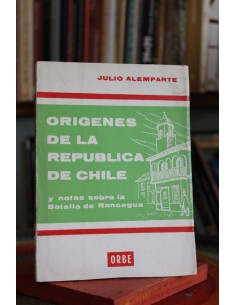 JULIO ALEMPARTE
ORIGENES
DE LA
REPUBLICA
DE CHILE
y notas sobre la
Batalla de Rancagua
ORBE